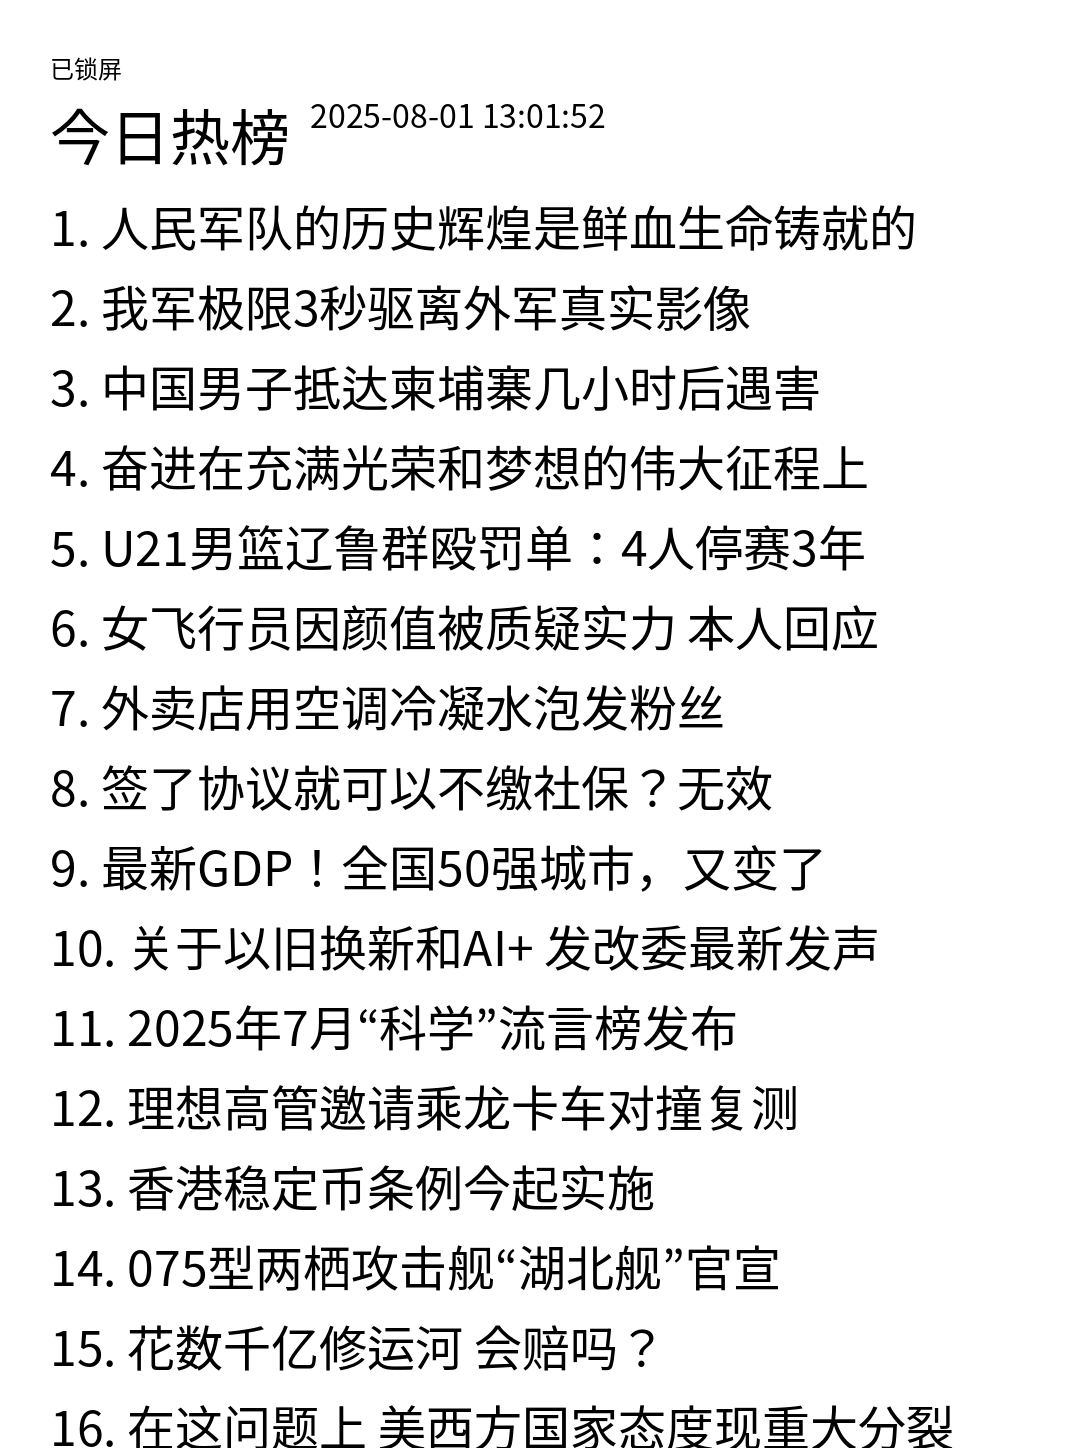 已锁屏
今日热榜 2025-08-01 13:01:52
1. 人民军队的历史辉煌是鲜血生命铸就的
2. 我军极限3秒驱离外军真实影像
3. 中国男子抵达柬埔寨几小时后遇害
4. 奋进在充满光荣和梦想的伟大征程上
5. U21男篮辽鲁群殴罚单：4人停赛3年
6. 女飞行员因颜值被质疑实力 本人回应
7. 外卖店用空调冷凝水泡发粉丝
8. 签了协议就可以不缴社保？无效
9. 最新GDP！全国50强城市，又变了
10. 关于以旧换新和AI+ 发改委最新发声
11. 2025年7月“科学”流言榜发布
12. 理想高管邀请乘龙卡车对撞复测
13. 香港稳定币条例今起实施
14. 075型两栖攻击舰“湖北舰”官宣
15. 花数千亿修运河 会赔吗？
16. 在这问题上 美西方国家态度现重大分裂